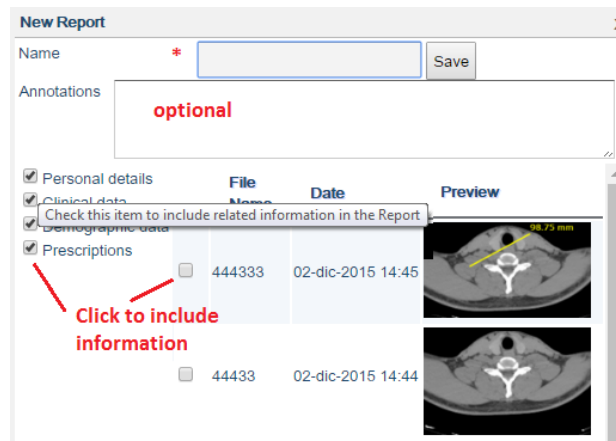 New Report
Name * Save
Annotations
optional
Personal details
File Name Date Preview
Clinical data
Check this item to include related information in the Report
Demographic data
98.75 mm
Prescriptions
444333 02-dic-2015 14:45
Click to include
information
44433 02-dic-2015 14:44